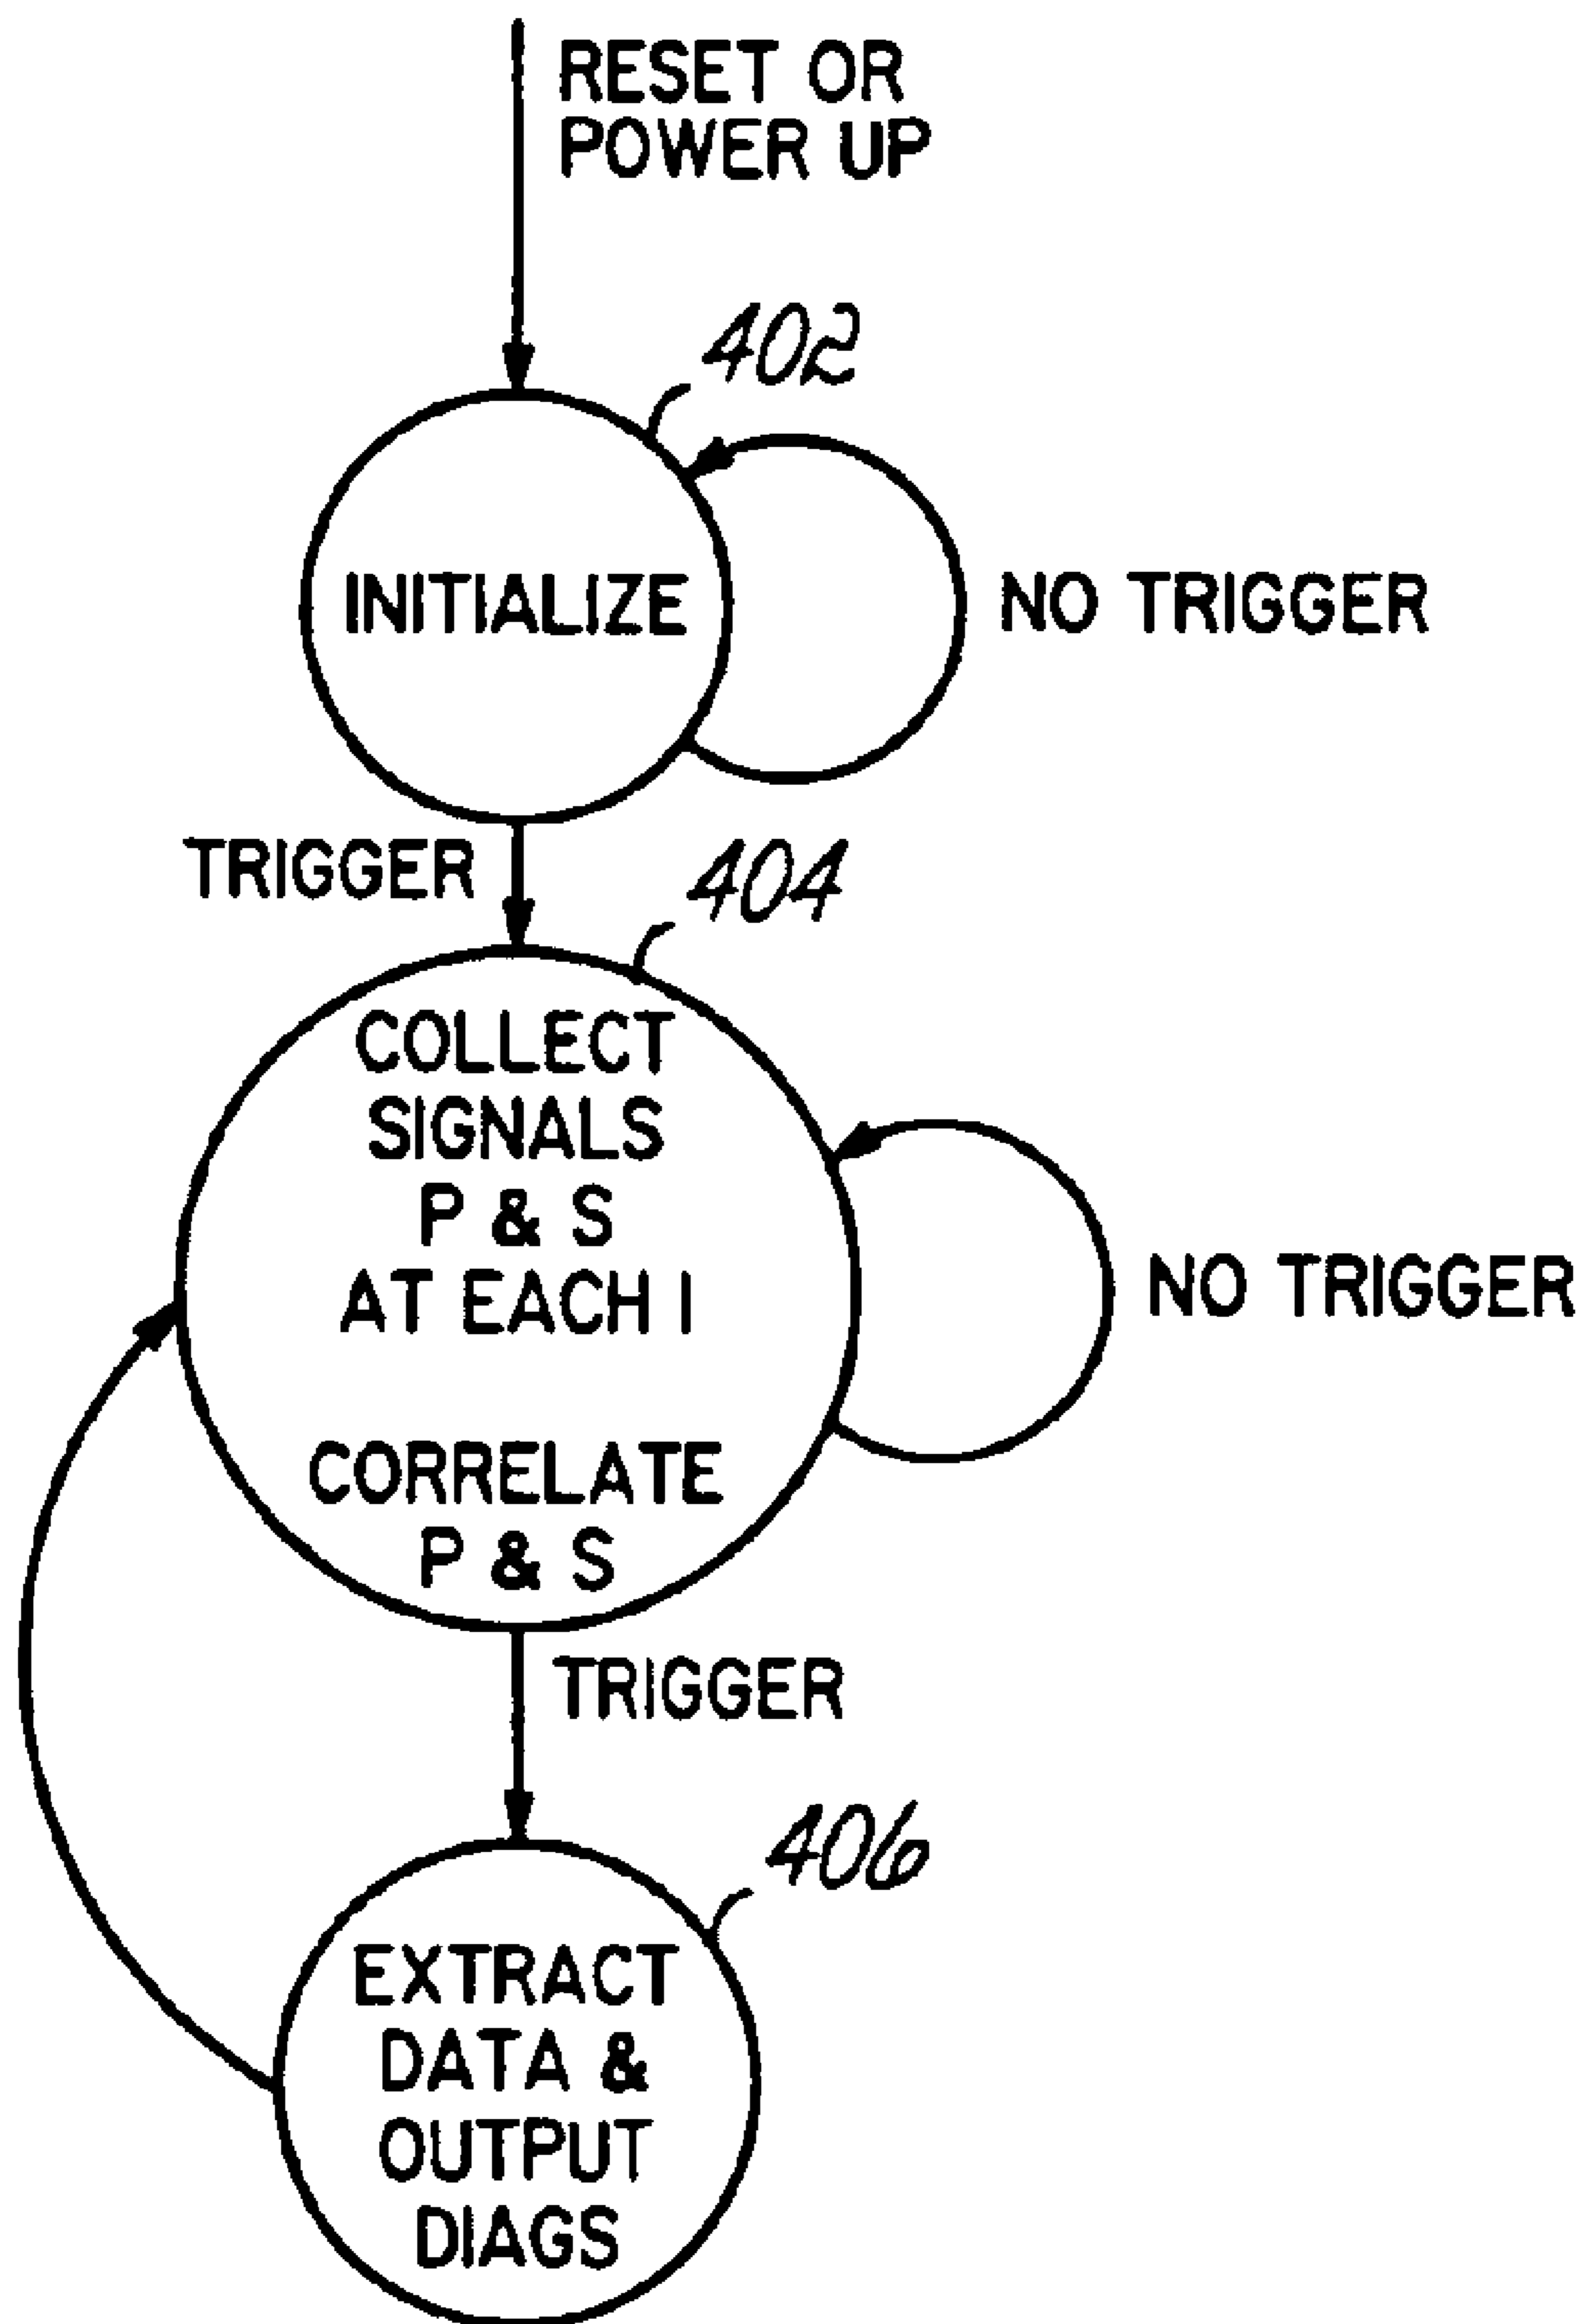 RESET OR
POWER UP
402
INITIALIZE
NO TRIGGER
TRIGGER
404
COLLECT
SIGNALS
P & S
AT EACH I
NO TRIGGER
CORRELATE
P & S
TRIGGER
406
EXTRACT
DATA &
OUTPUT
DIAGS